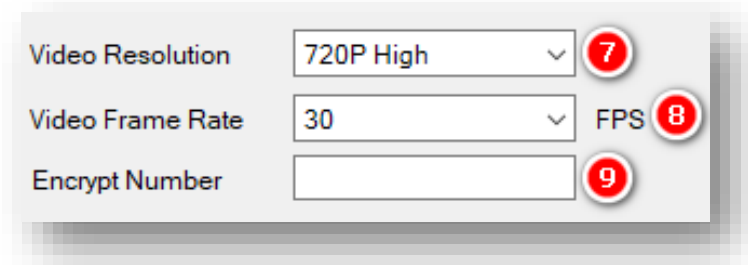 Video Resolution 720P High 7
Video Frame Rate 30 FPS 8
Encrypt Number 9